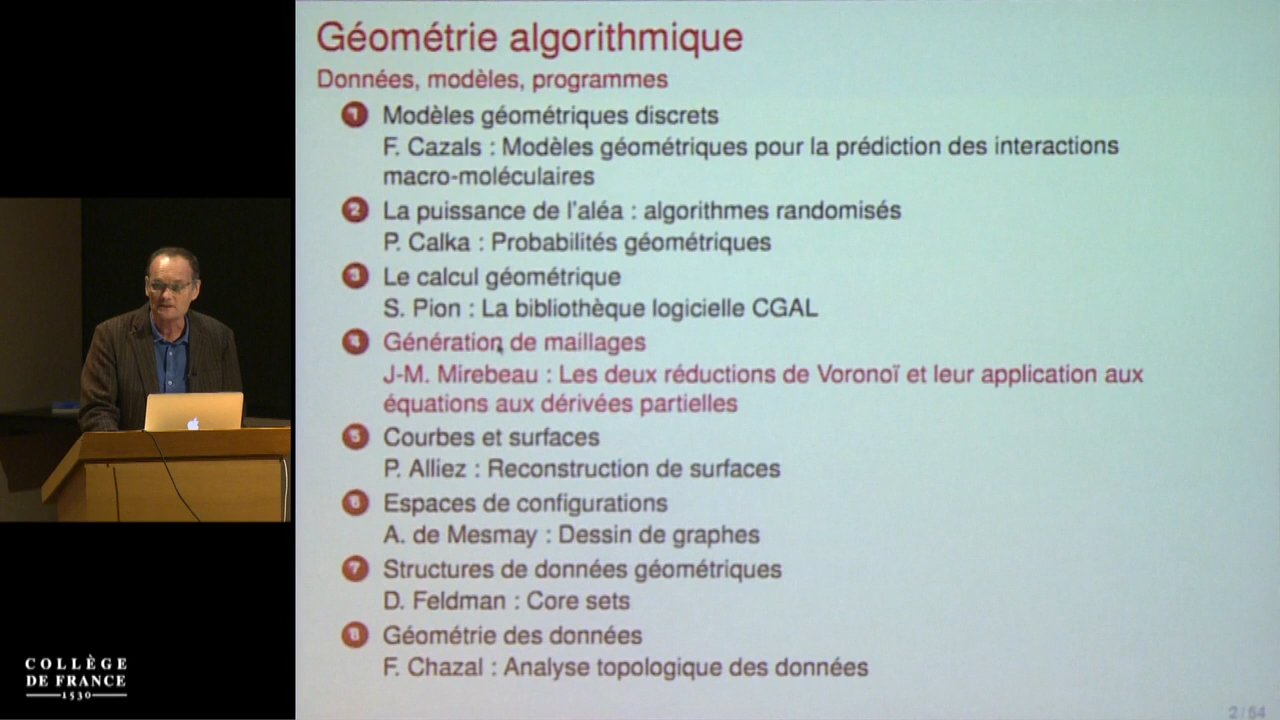 Géométrie algorithmique
Données, modèles, programmes
1 Modèles géométriques discrets
F. Cazals : Modèles géométriques pour la prédiction des interactions
macro-moléculaires
2 La puissance de l'aléa : algorithmes randomisés
P. Calka : Probabilités géométriques
3 Le calcul géométrique
S. Pion : La bibliothèque logicielle CGAL
4 Génération de maillages
J-M. Mirebeau : Les deux réductions de Voronoï et leur application aux
équations aux dérivées partielles
5 Courbes et surfaces
P. Alliez : Reconstruction de surfaces
6 Espaces de configurations
A. de Mesmay : Dessin de graphes
7 Structures de données géométriques
D. Feldman : Core sets
8 Géométrie des données
F. Chazal : Analyse topologique des données
2 / 64
COLLÈGE
DE FRANCE
1530